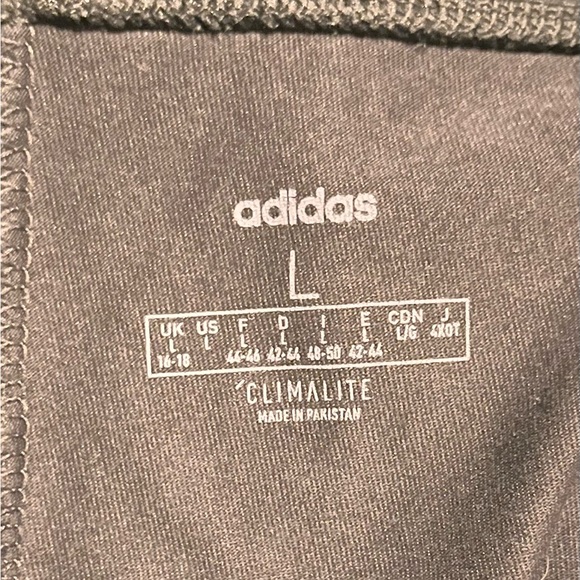 adidas
L
UK US F D I E CDN J
L L L L L L L/G 4XOT
16-18 44-46 42-44 48-50 42-44
CLIMALITE
MADE IN PAKISTAN